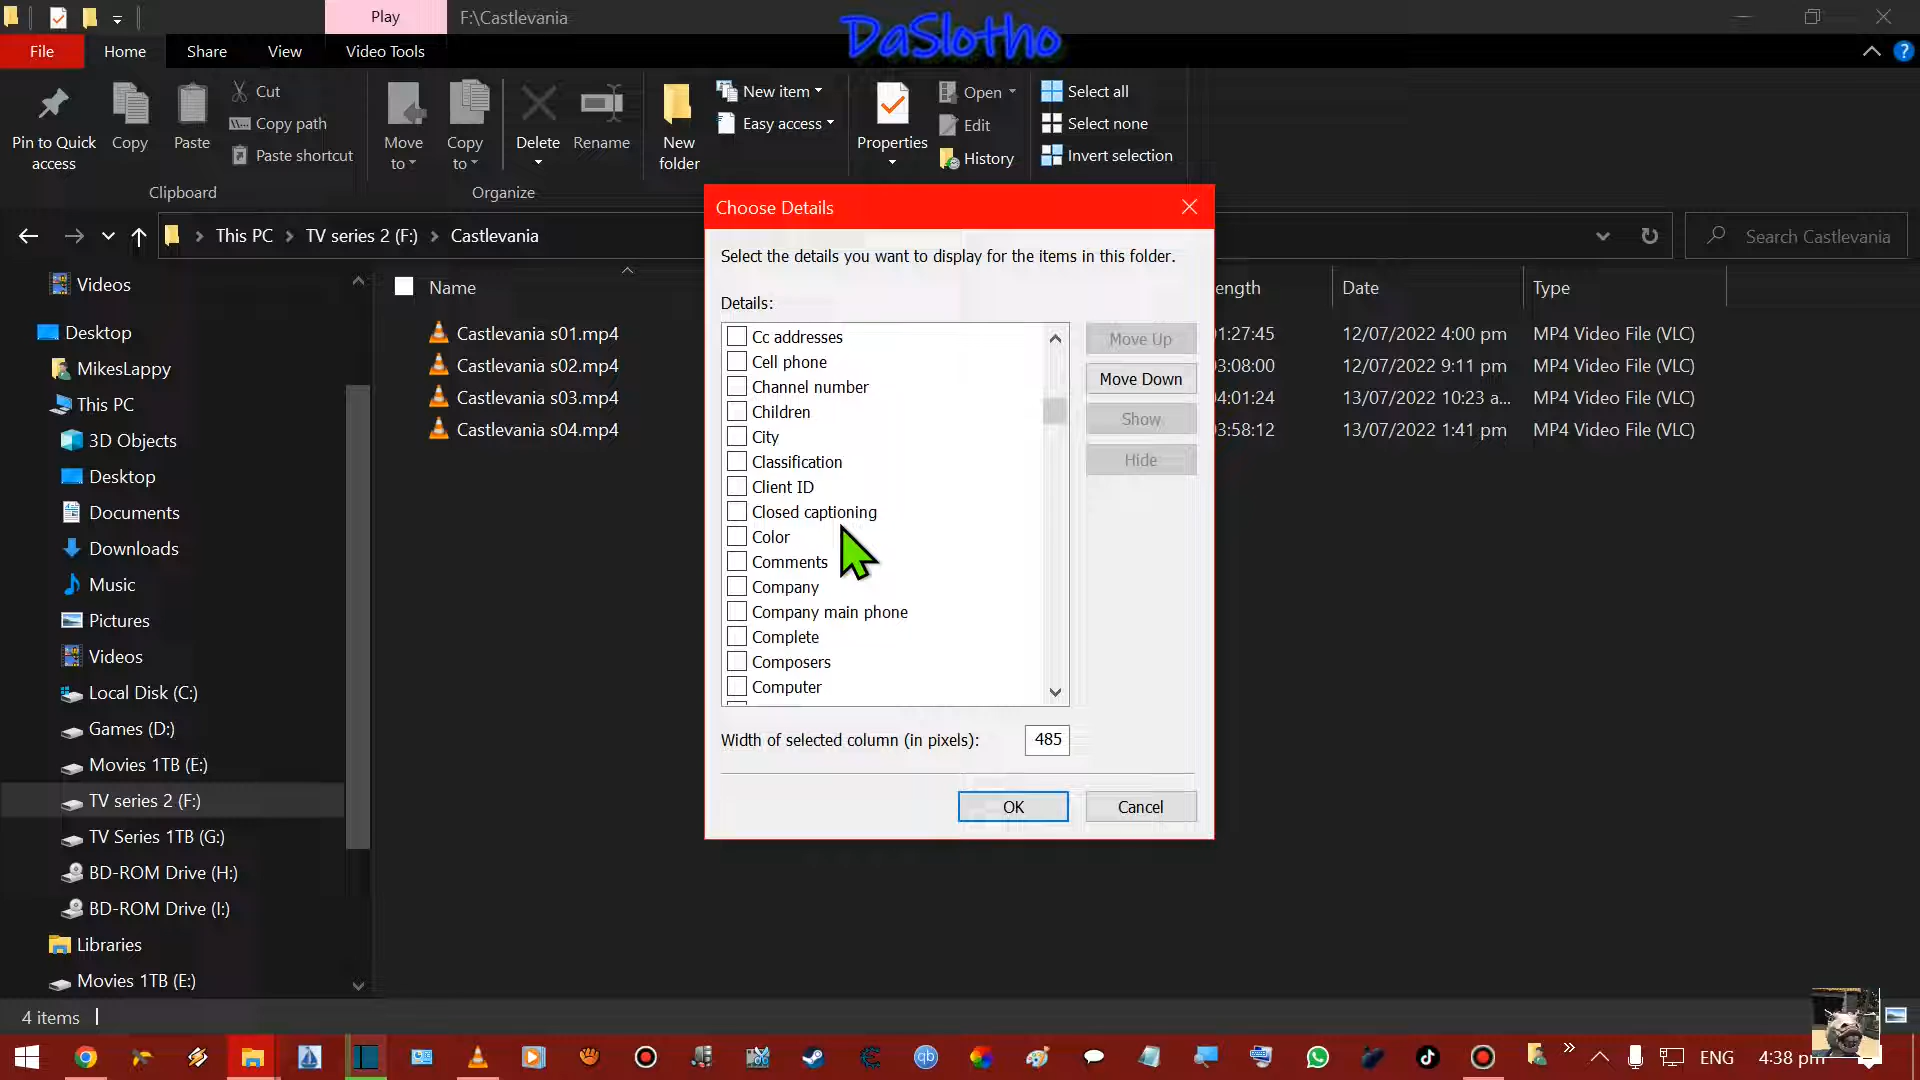 Play
F:\Castlevania
DaSlotho
File
Home
Share
View
Video Tools
Pin to Quick access
Copy
Paste
Cut
Copy path
Paste shortcut
Clipboard
Move to
Copy to
Delete
Rename
Organize
New folder
New item
Easy access
Properties
Open
Edit
History
Select all
Select none
Invert selection
This PC
TV series 2 (F:)
Castlevania
Search Castlevania
Videos
Desktop
MikesLappy
This PC
3D Objects
Desktop
Documents
Downloads
Music
Pictures
Videos
Local Disk (C:)
Games (D:)
Movies 1TB (E:)
TV series 2 (F:)
TV Series 1TB (G:)
BD-ROM Drive (H:)
BD-ROM Drive (I:)
Libraries
Movies 1TB (E:)
Name
ength
Date
Type
Castlevania s01.mp4
1:27:45
12/07/2022 4:00 pm
MP4 Video File (VLC)
Castlevania s02.mp4
3:08:00
12/07/2022 9:11 pm
MP4 Video File (VLC)
Castlevania s03.mp4
4:01:24
13/07/2022 10:23 a...
MP4 Video File (VLC)
Castlevania s04.mp4
3:58:12
13/07/2022 1:41 pm
MP4 Video File (VLC)
Choose Details
Select the details you want to display for the items in this folder.
Details:
Cc addresses
Cell phone
Channel number
Children
City
Classification
Client ID
Closed captioning
Color
Comments
Company
Company main phone
Complete
Composers
Computer
Move Up
Move Down
Show
Hide
Width of selected column (in pixels):
485
OK
Cancel
4 items
ENG
4:38 pm